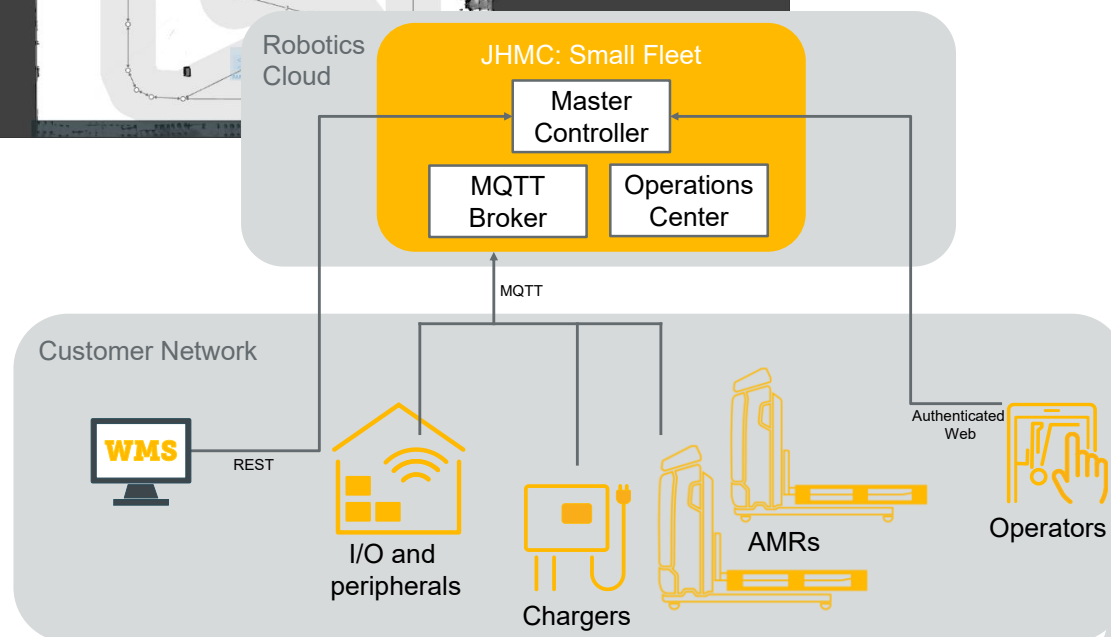 Robotics
Cloud
JHMC: Small Fleet
Master
Controller
MQTT
Broker
Operations
Center
MQTT
Customer Network
WMS
REST
Authenticated
Web
I/O and
peripherals
Chargers
AMRs
Operators